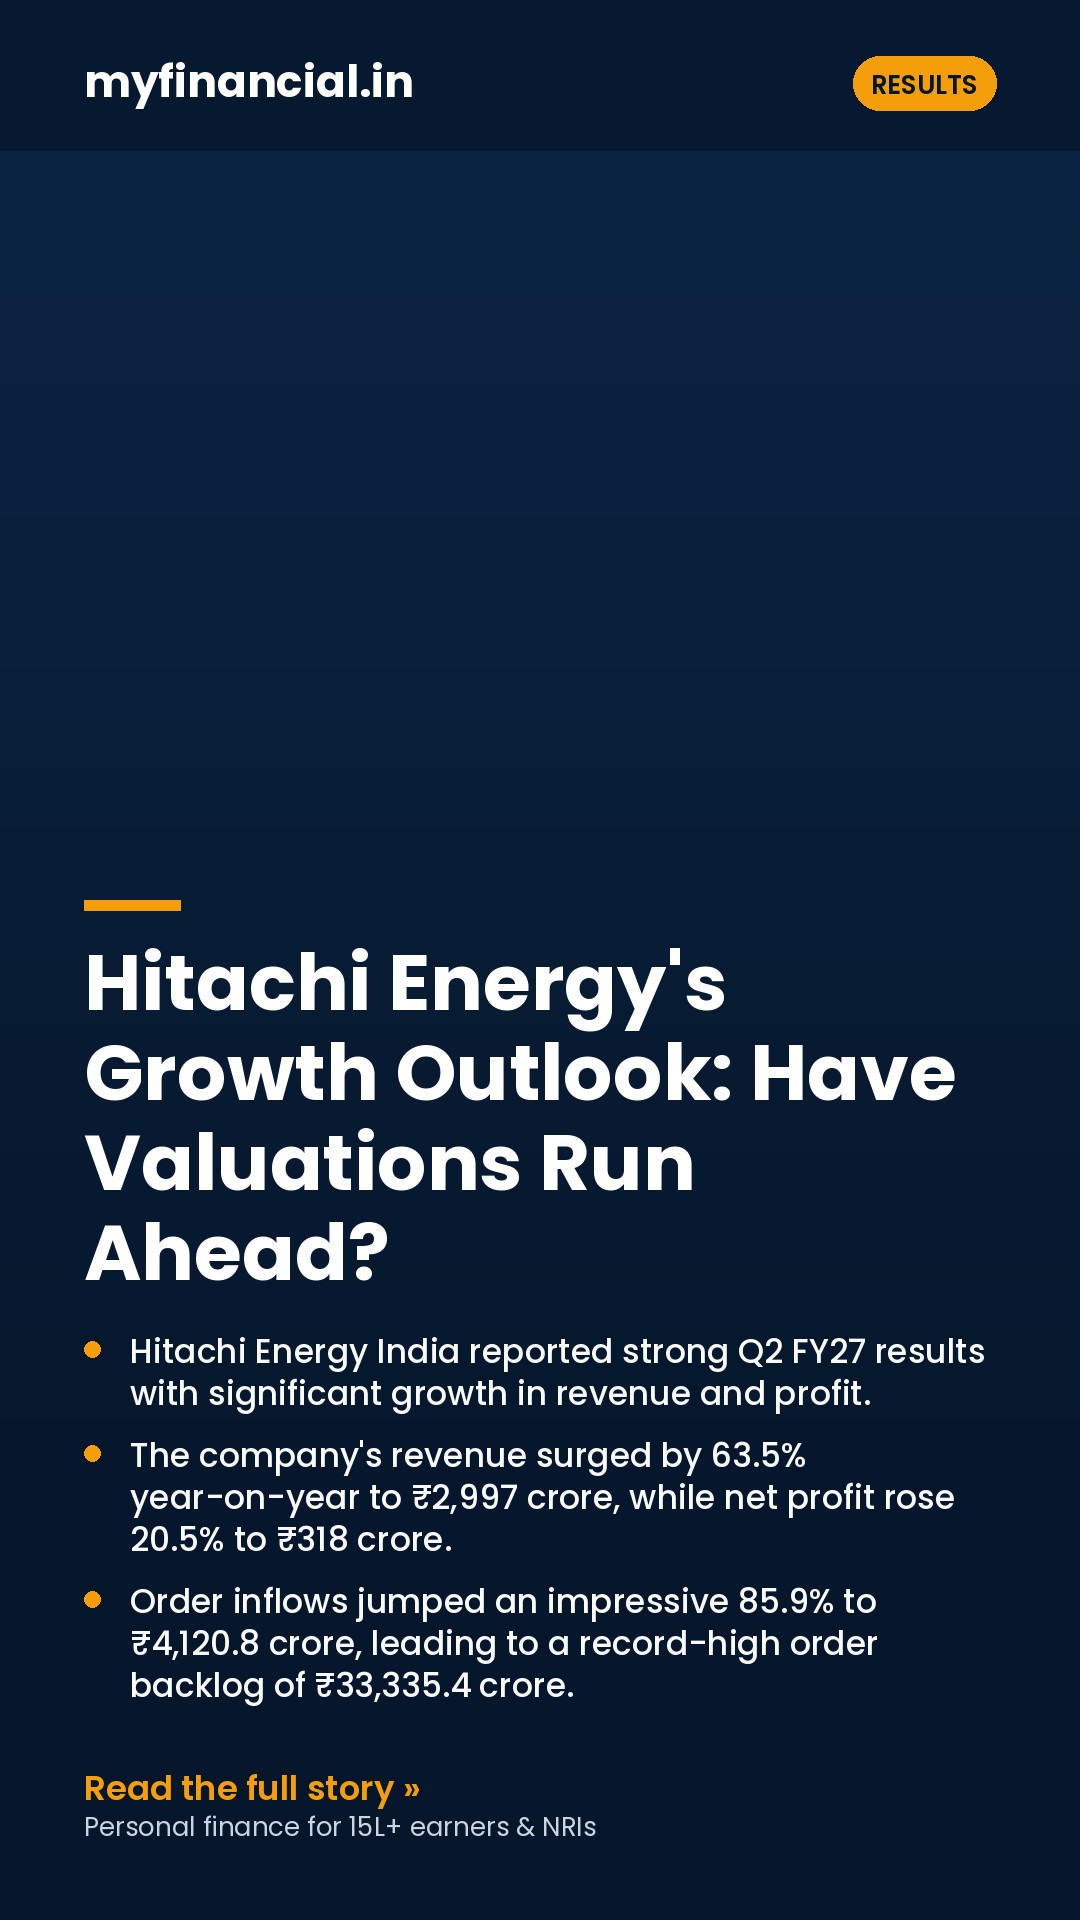 myfinancial.in
RESULTS
Hitachi Energy's
Growth Outlook: Have
Valuations Run
Ahead?
Hitachi Energy India reported strong Q2 FY27 results
with significant growth in revenue and profit.
The company's revenue surged by 63.5%
year-on-year to ₹2,997 crore, while net profit rose
20.5% to ₹318 crore.
Order inflows jumped an impressive 85.9% to
₹4,120.8 crore, leading to a record-high order
backlog of ₹33,335.4 crore.
Read the full story »
Personal finance for 15L+ earners & NRIs